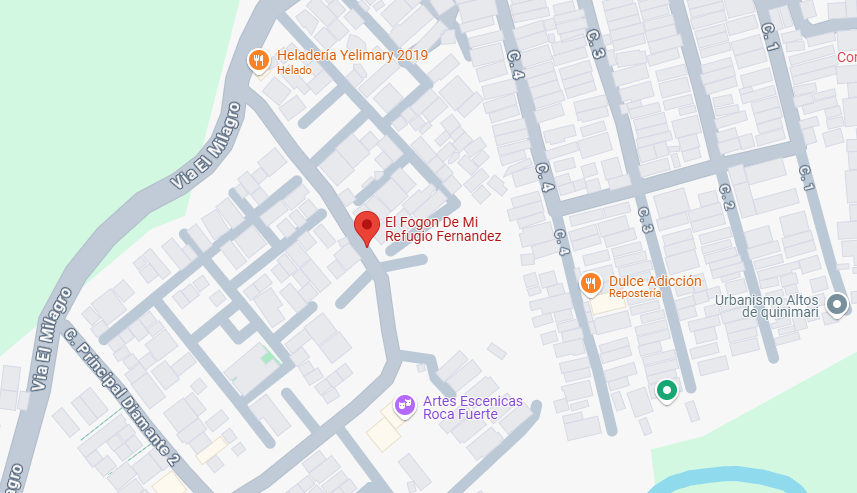 C. 1
C. 3
C. 4
Heladería Yelimary 2019
Helado
Con
Via El Milagro
C. 4
C. 1
C. 2
C. 3
El Fogon De Mi
Refugio Fernandez
C. 4
Dulce Adicción
Repostería
Urbanismo Altos
de quinimari
Via El Milagro
C. Principal Diamante 2
Artes Escenicas
Roca Fuerte
agro